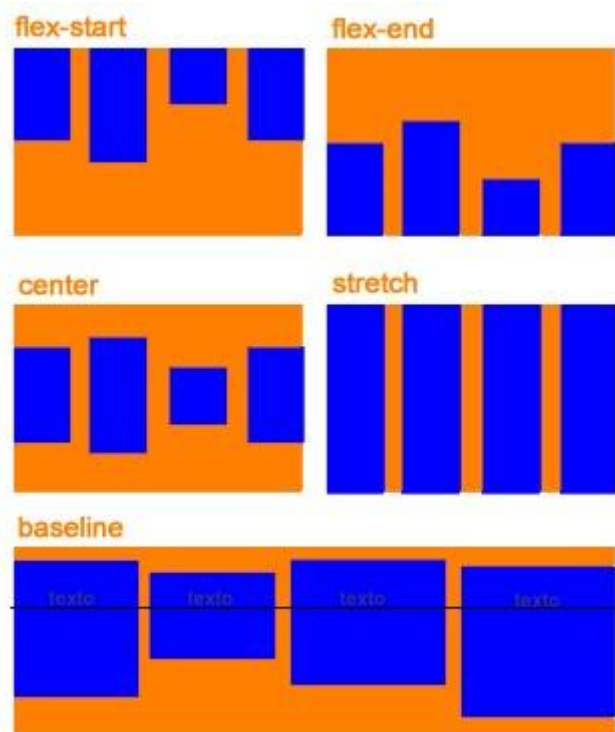 flex-start
flex-end
center
stretch
baseline
texto texto texto texto